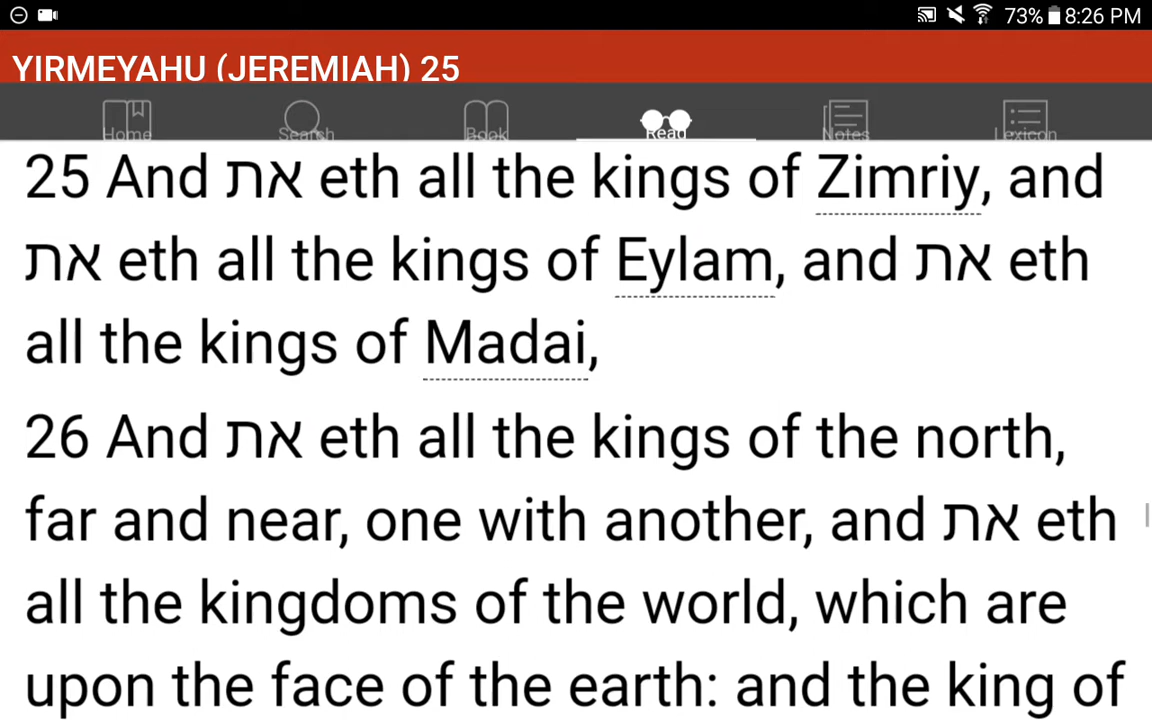 73% 8:26 PM
YIRMEYAHU (JEREMIAH) 25
Home Search Book Read Notes Lexicon
25 And את eth all the kings of Zimriy, and
את eth all the kings of Eylam, and את eth
all the kings of Madai,
26 And את eth all the kings of the north,
far and near, one with another, and את eth
all the kingdoms of the world, which are
upon the face of the earth: and the king of